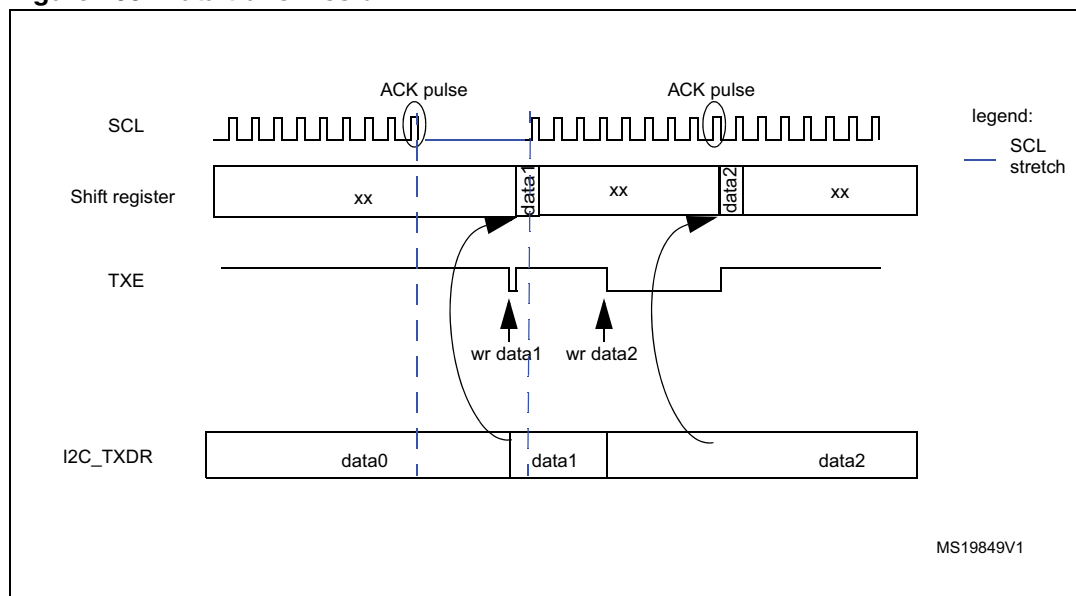 ACK pulse ACK pulse
SCL
legend:
SCL
stretch
Shift register
xx
data1
xx
data2
xx
TXE
wr data1 wr data2
I2C_TXDR
data0
data1
data2
MS19849V1